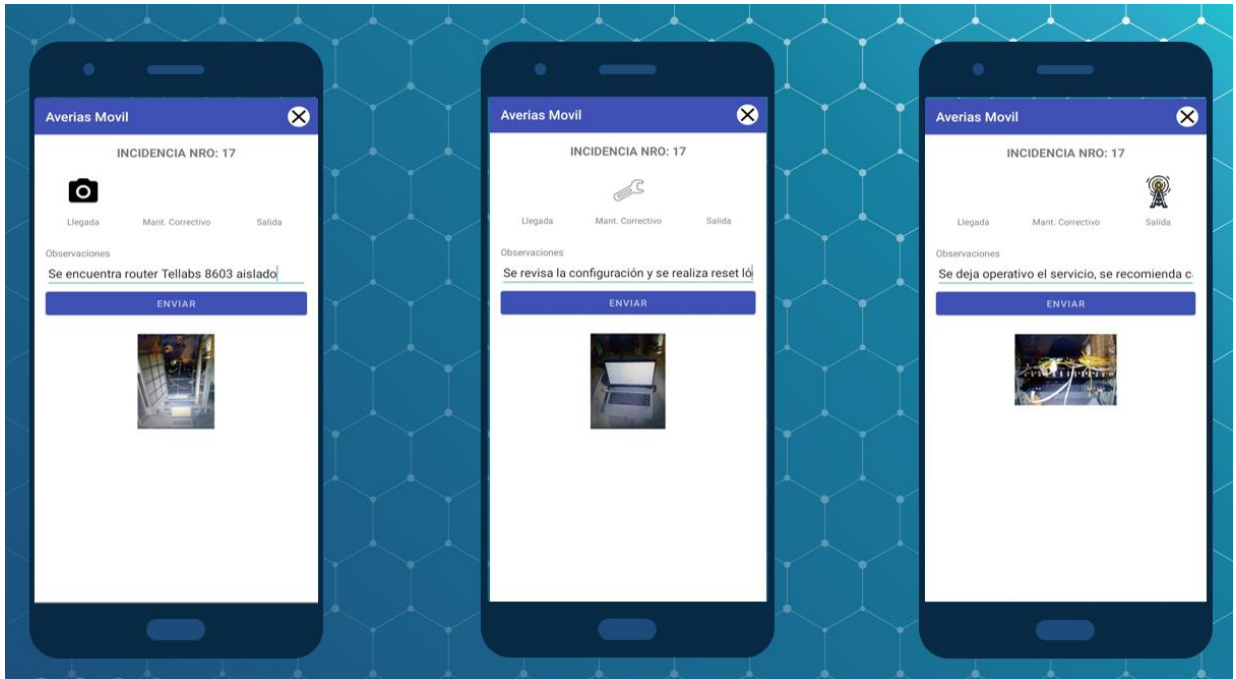 Averias Movil
INCIDENCIA NRO: 17
Llegada Mant. Correctivo Salida
Observaciones
Se encuentra router Tellabs 8603 aislado
ENVIAR
Averias Movil
INCIDENCIA NRO: 17
Llegada Mant. Correctivo Salida
Observaciones
Se revisa la configuración y se realiza reset ló
ENVIAR
Averias Movil
INCIDENCIA NRO: 17
Llegada Mant. Correctivo Salida
Observaciones
Se deja operativo el servicio, se recomienda c
ENVIAR